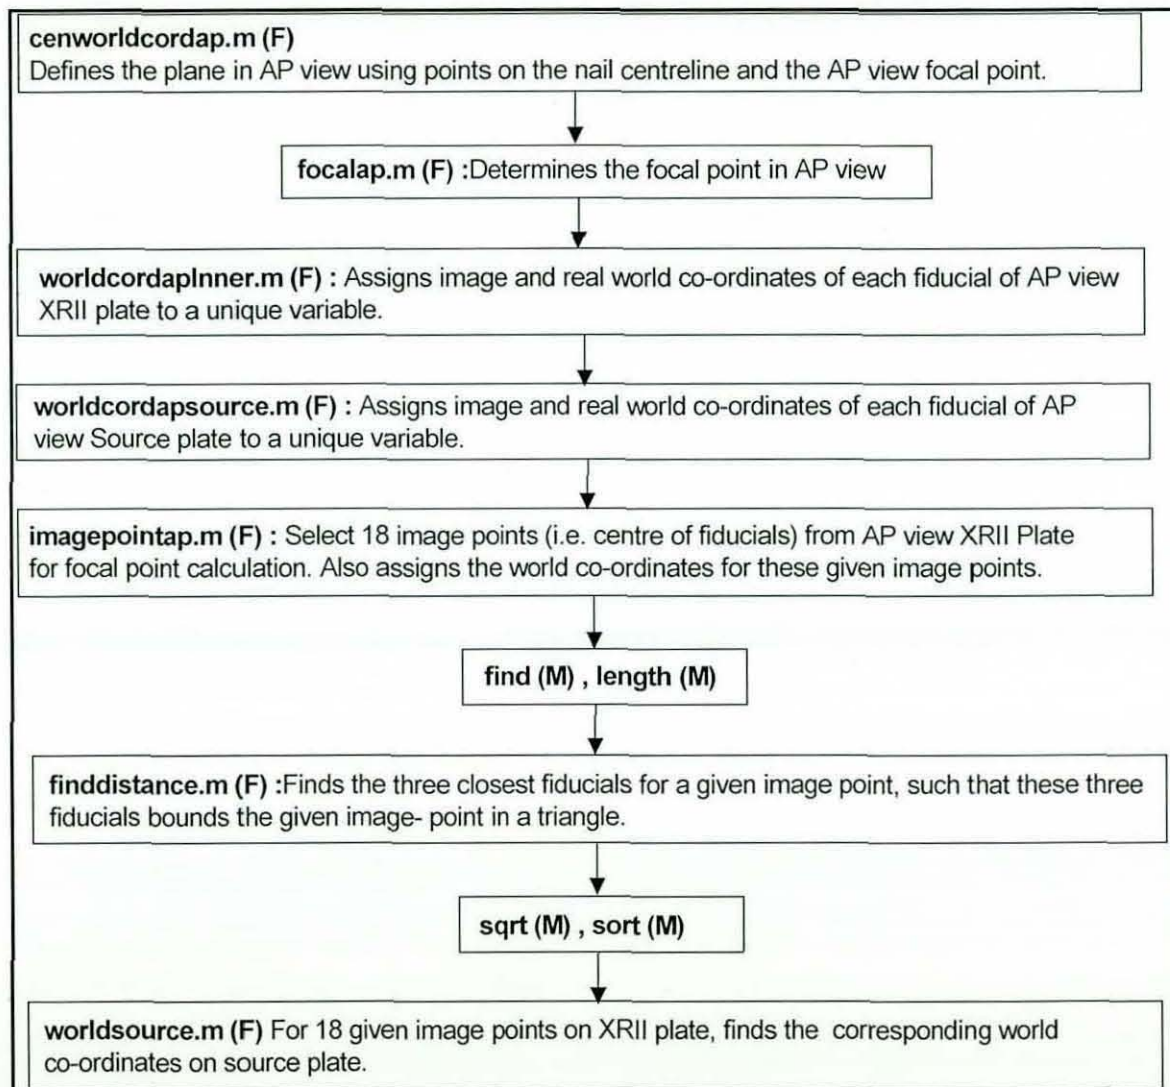 cenworldcordap.m (F)
Defines the plane in AP view using points on the nail centreline and the AP view focal point.
focalap.m (F) :Determines the focal point in AP view
worldcordapInner.m (F) : Assigns image and real world co-ordinates of each fiducial of AP view
XRII plate to a unique variable.
worldcordapsource.m (F) : Assigns image and real world co-ordinates of each fiducial of AP
view Source plate to a unique variable.
imagepointap.m (F) : Select 18 image points (i.e. centre of fiducials) from AP view XRII Plate
for focal point calculation. Also assigns the world co-ordinates for these given image points.
find (M) , length (M)
finddistance.m (F) :Finds the three closest fiducials for a given image point, such that these three
fiducials bounds the given image- point in a triangle.
sqrt (M) , sort (M)
worldsource.m (F) For 18 given image points on XRII plate, finds the corresponding world
co-ordinates on source plate.